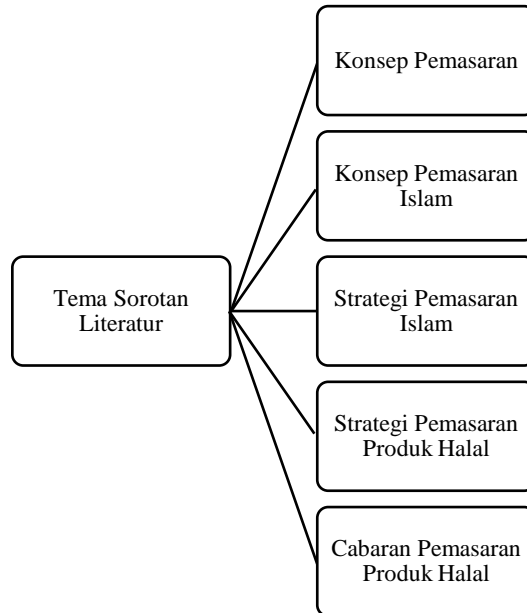 Konsep Pemasaran
Konsep Pemasaran
Islam
Tema Sorotan
Literatur
Strategi Pemasaran
Islam
Strategi Pemasaran
Produk Halal
Cabaran Pemasaran
Produk Halal